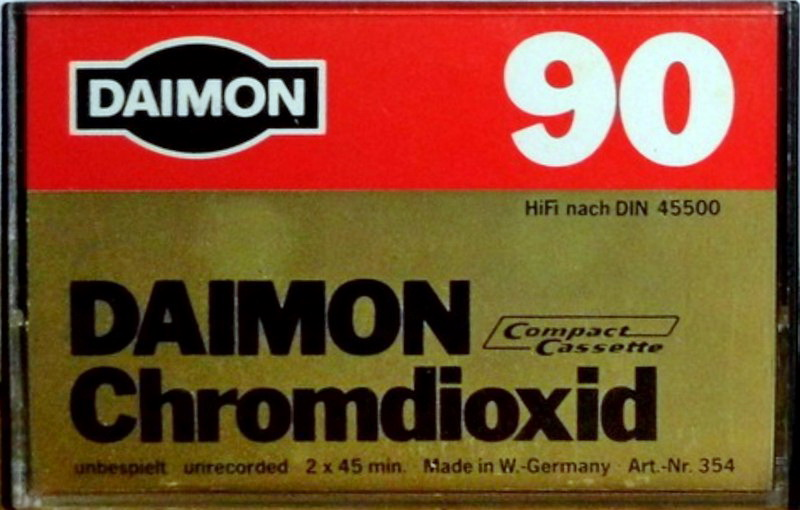 DAIMON
90
HiFi nach DIN 45500
DAIMON
Compact
Cassette
Chromdioxid
unbespielt unrecorded 2 x 45 min. Made in W.-Germany Art.-Nr. 354